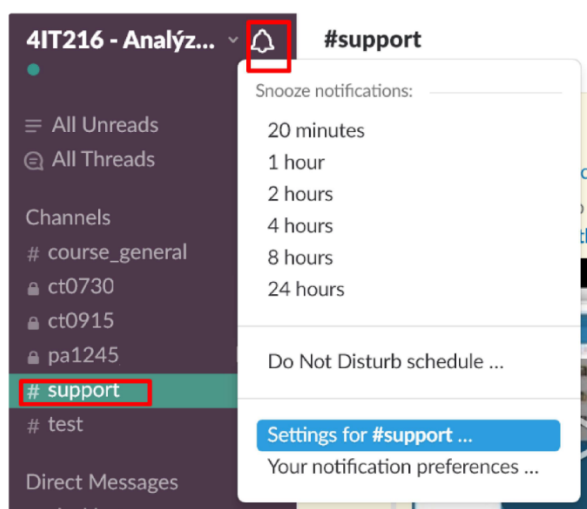 4IT216 - Analýz...
#support
Snooze notifications:
20 minutes
1 hour
2 hours
4 hours
8 hours
24 hours
Do Not Disturb schedule ...
Settings for #support ...
Your notification preferences ...
All Unreads
All Threads
Channels
# course_general
ct0730
ct0915
pa1245
# support
# test
Direct Messages